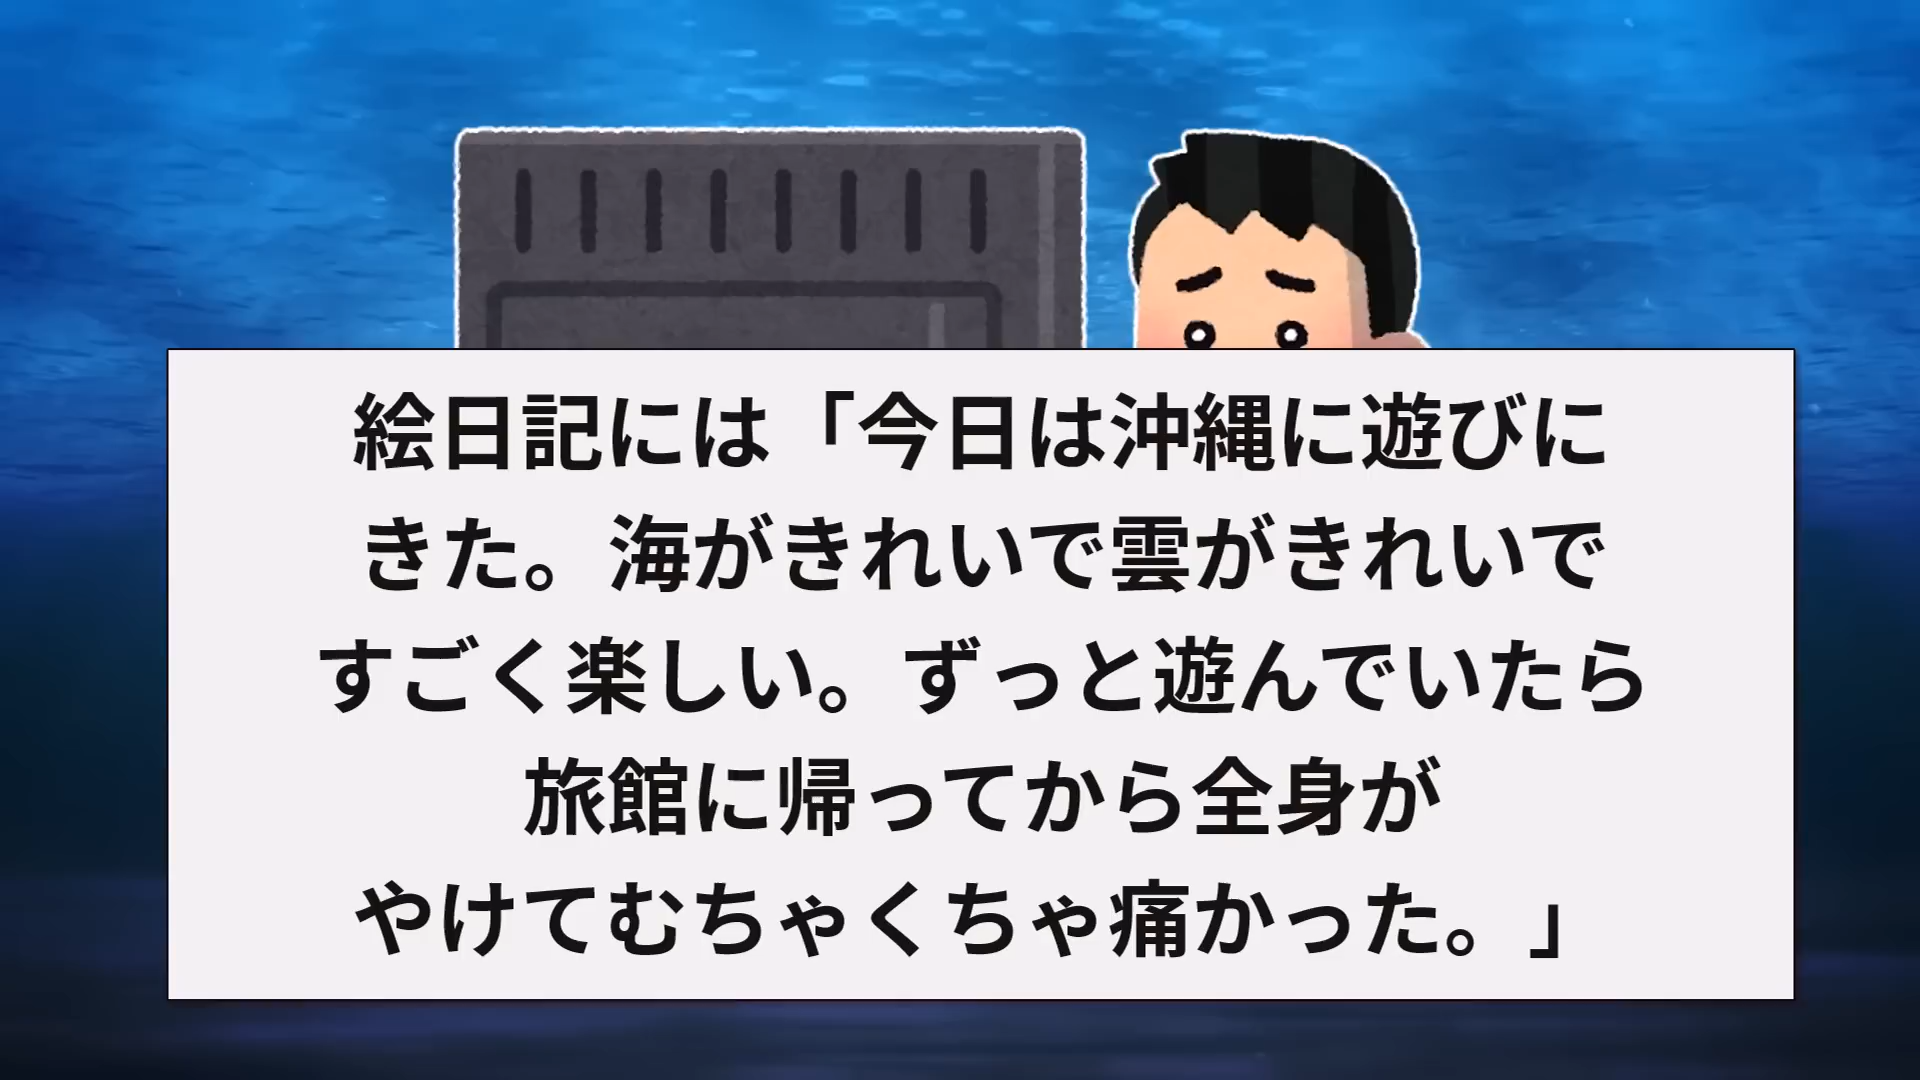 絵日記には「今日は沖縄に遊びに
きた。海がきれいで雲がきれいで
すごく楽しい。ずっと遊んでいたら
旅館に帰ってから全身が
やけてむちゃくちゃ痛かった。」